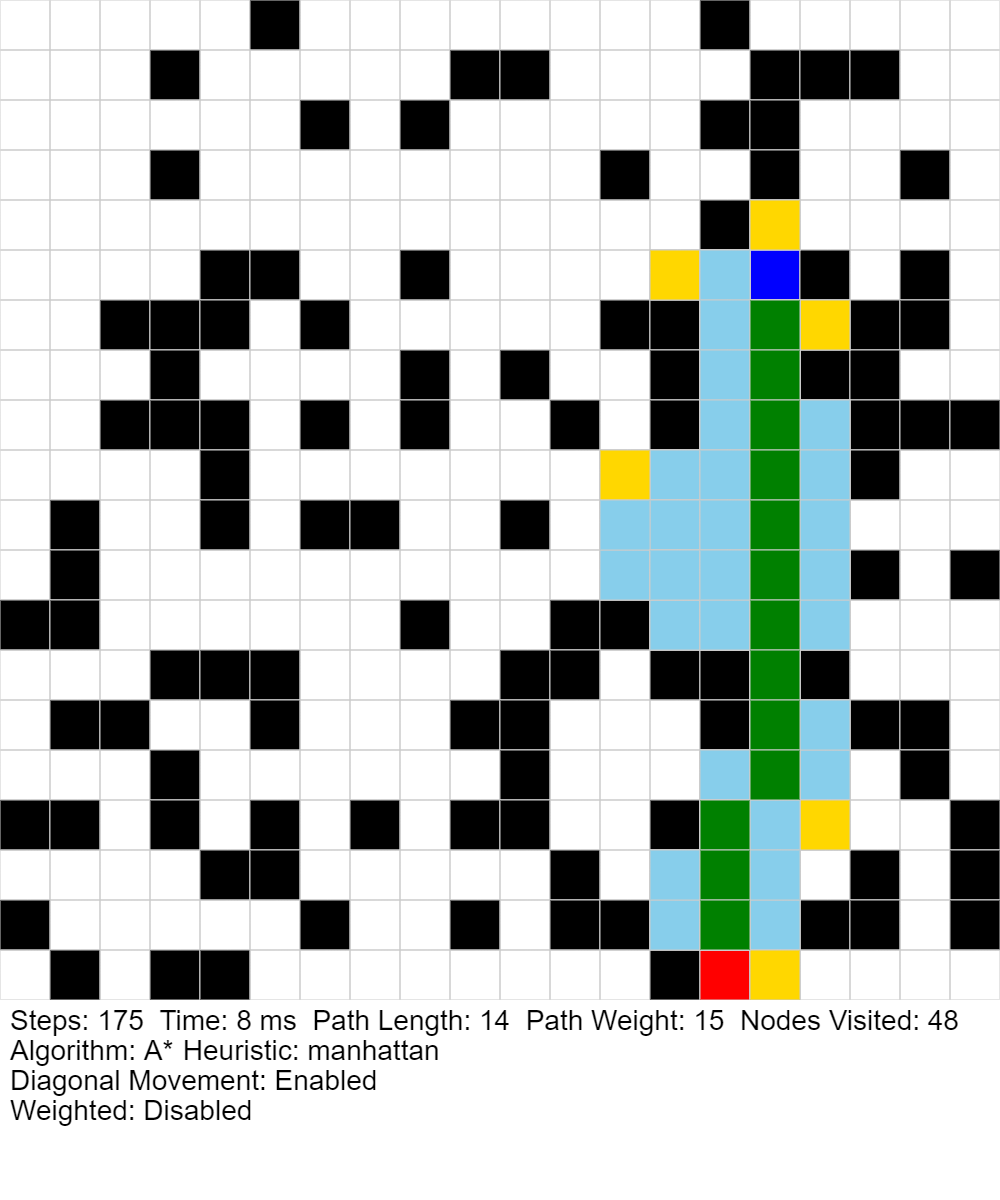 Steps: 175  Time: 8 ms  Path Length: 14  Path Weight: 15  Nodes Visited: 48
Algorithm: A* Heuristic: manhattan
Diagonal Movement: Enabled
Weighted: Disabled